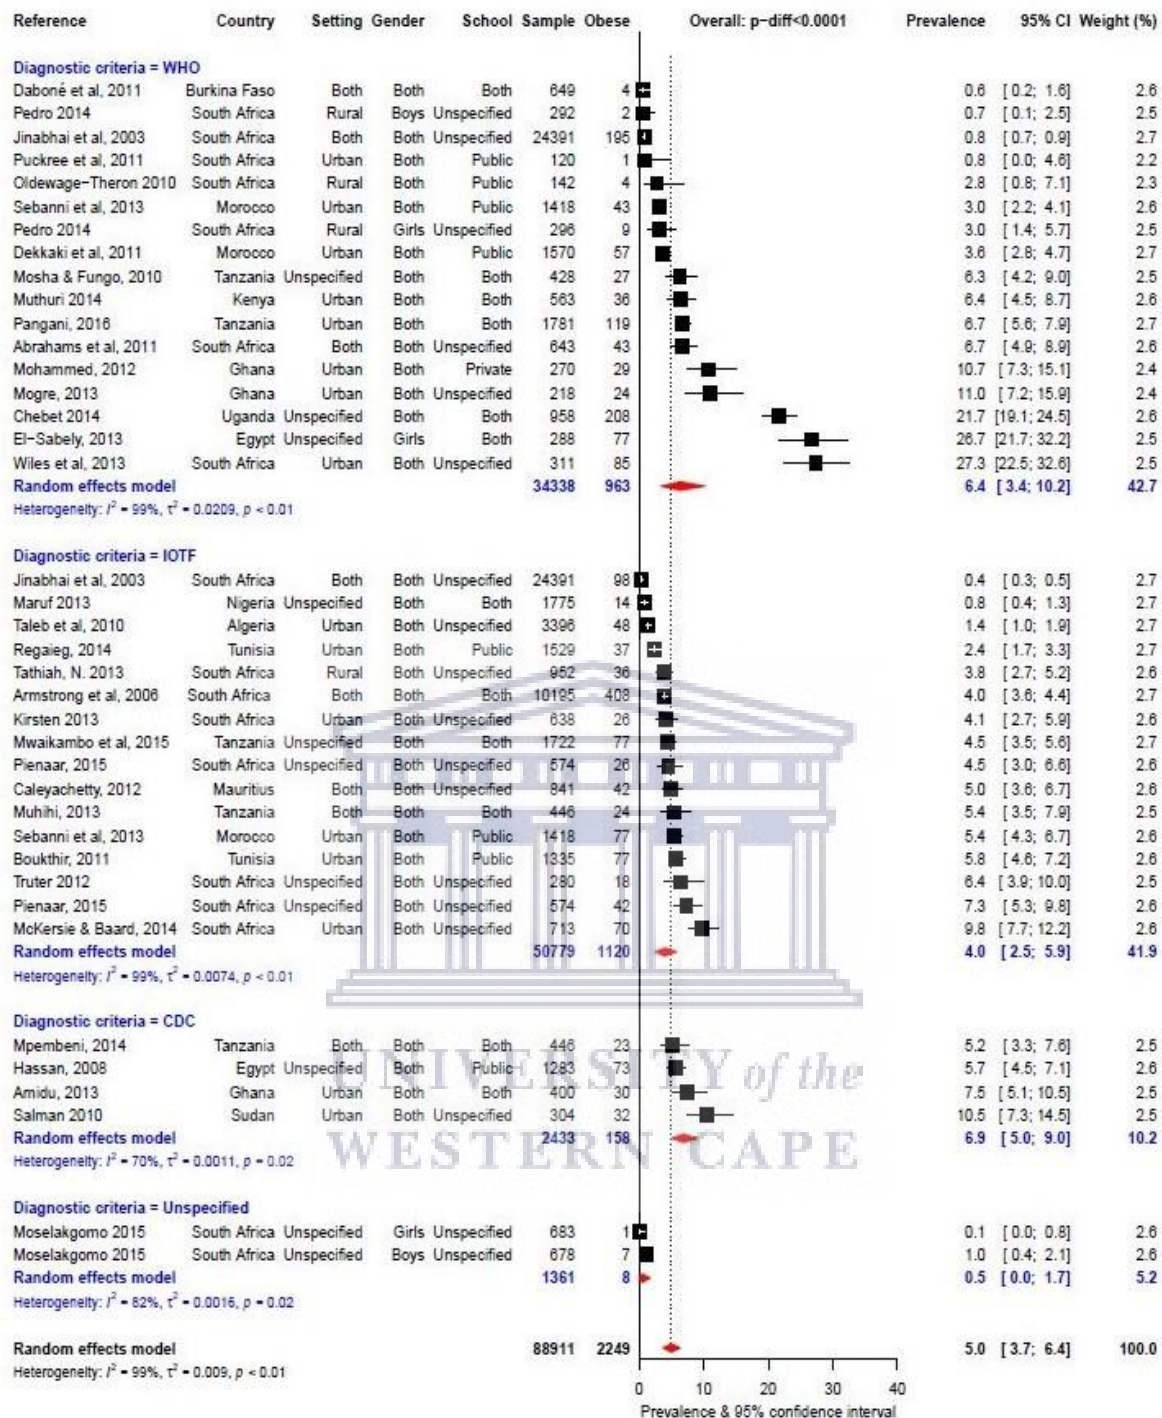 Reference Country Setting Gender School Sample Obese Overall: p−diff<0.0001 Prevalence 95% CI Weight (%)
Diagnostic criteria = WHO
Daboné et al, 2011 Burkina Faso Both Both Both 649 4 0.6 [ 0.2; 1.6] 2.6
Pedro 2014 South Africa Rural Boys Unspecified 292 2 0.7 [ 0.1; 2.5] 2.5
Jinabhai et al, 2003 South Africa Both Both Unspecified 24391 195 0.8 [ 0.7; 0.9] 2.7
Puckree et al, 2011 South Africa Urban Both Public 120 1 0.8 [ 0.0; 4.6] 2.2
Oldewage−Theron 2010 South Africa Rural Both Public 142 4 2.8 [ 0.8; 7.1] 2.3
Sebanni et al, 2013 Morocco Urban Both Public 1418 43 3.0 [ 2.2; 4.1] 2.6
Pedro 2014 South Africa Rural Girls Unspecified 296 9 3.0 [ 1.4; 5.7] 2.5
Dekkaki et al, 2011 Morocco Urban Both Public 1570 57 3.6 [ 2.8; 4.7] 2.7
Mosha & Fungo, 2010 Tanzania Unspecified Both Both 428 27 6.3 [ 4.2; 9.0] 2.5
Muthuri 2014 Kenya Urban Both Both 563 36 6.4 [ 4.5; 8.7] 2.6
Pangani, 2016 Tanzania Urban Both Both 1781 119 6.7 [ 5.6; 7.9] 2.7
Abrahams et al, 2011 South Africa Both Both Unspecified 643 43 6.7 [ 4.9; 8.9] 2.6
Mohammed, 2012 Ghana Urban Both Private 270 29 10.7 [ 7.3; 15.1] 2.4
Mogre, 2013 Ghana Urban Both Unspecified 218 24 11.0 [ 7.2; 15.9] 2.4
Chebet 2014 Uganda Unspecified Both Both 958 208 21.7 [19.1; 24.5] 2.6
El−Sabely, 2013 Egypt Unspecified Girls Both 288 77 26.7 [21.7; 32.2] 2.5
Wiles et al, 2013 South Africa Urban Both Unspecified 311 85 27.3 [22.5; 32.6] 2.5
Random effects model 34338 963 6.4 [ 3.4; 10.2] 42.7
Heterogeneity: I² = 99%, τ² = 0.0209, p < 0.01
Diagnostic criteria = IOTF
Jinabhai et al, 2003 South Africa Both Both Unspecified 24391 98 0.4 [ 0.3; 0.5] 2.7
Maruf 2013 Nigeria Unspecified Both Both 1775 14 0.8 [ 0.4; 1.3] 2.7
Taleb et al, 2010 Algeria Urban Both Unspecified 3396 48 1.4 [ 1.0; 1.9] 2.7
Regaieg, 2014 Tunisia Urban Both Public 1529 37 2.4 [ 1.7; 3.3] 2.7
Tathiah, N. 2013 South Africa Rural Both Unspecified 952 36 3.8 [ 2.7; 5.2] 2.6
Armstrong et al, 2006 South Africa Both Both Both 10195 408 4.0 [ 3.6; 4.4] 2.7
Kirsten 2013 South Africa Urban Both Unspecified 638 26 4.1 [ 2.7; 5.9] 2.6
Mwaikambo et al, 2015 Tanzania Unspecified Both Both 1722 77 4.5 [ 3.5; 5.6] 2.7
Pienaar, 2015 South Africa Unspecified Both Unspecified 574 26 4.5 [ 3.0; 6.6] 2.6
Caleyachetty, 2012 Mauritius Both Both Unspecified 841 42 5.0 [ 3.6; 6.7] 2.6
Muhihi, 2013 Tanzania Both Both Both 446 24 5.4 [ 3.5; 7.9] 2.5
Sebanni et al, 2013 Morocco Urban Both Public 1418 77 5.4 [ 4.3; 6.7] 2.6
Boukthir, 2011 Tunisia Urban Both Public 1335 77 5.8 [ 4.6; 7.2] 2.6
Truter 2012 South Africa Unspecified Both Unspecified 280 18 6.4 [ 3.9; 10.0] 2.5
Pienaar, 2015 South Africa Unspecified Both Unspecified 574 42 7.3 [ 5.3; 9.8] 2.6
McKersie & Baard, 2014 South Africa Urban Both Unspecified 713 70 9.8 [ 7.7; 12.2] 2.6
Random effects model 50779 1120 4.0 [ 2.5; 5.9] 41.9
Heterogeneity: I² = 99%, τ² = 0.0074, p < 0.01
Diagnostic criteria = CDC
Mpembeni, 2014 Tanzania Both Both Both 446 23 5.2 [ 3.3; 7.6] 2.5
Hassan, 2008 Egypt Unspecified Both Public 1283 73 5.7 [ 4.5; 7.1] 2.6
UNIVERSITY of the
Amidu, 2013 Ghana Urban Both Both 400 30 7.5 [ 5.1; 10.5] 2.5
Salman 2010 Sudan Urban Both Unspecified 304 32 10.5 [ 7.3; 14.5] 2.5
Random effects model 2433 158 6.9 [ 5.0; 9.0] 10.2
WESTERN CAPE
Heterogeneity: I² = 70%, τ² = 0.0011, p = 0.02
Diagnostic criteria = Unspecified
Moselakgomo 2015 South Africa Unspecified Girls Unspecified 683 1 0.1 [ 0.0; 0.8] 2.6
Moselakgomo 2015 South Africa Unspecified Boys Unspecified 678 7 1.0 [ 0.4; 2.1] 2.6
Random effects model 1361 8 0.5 [ 0.0; 1.7] 5.2
Heterogeneity: I² = 82%, τ² = 0.0016, p = 0.02
Random effects model 88911 2249 5.0 [ 3.7; 6.4] 100.0
Heterogeneity: I² = 99%, τ² = 0.009, p < 0.01
0 10 20 30 40
Prevalence & 95% confidence interval